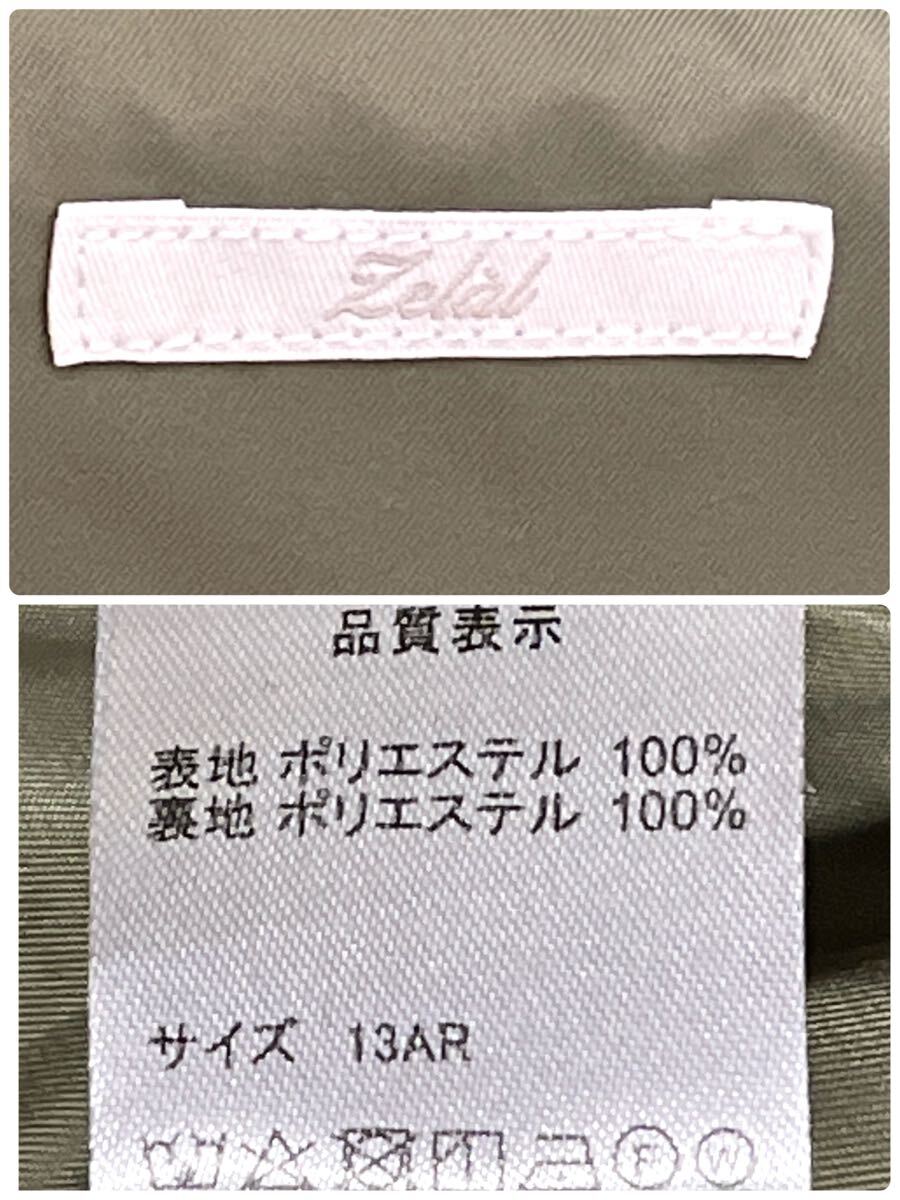 Zelal
品質表示
表地 ポリエステル 100%
裏地 ポリエステル 100%
サイズ 13AR
F W